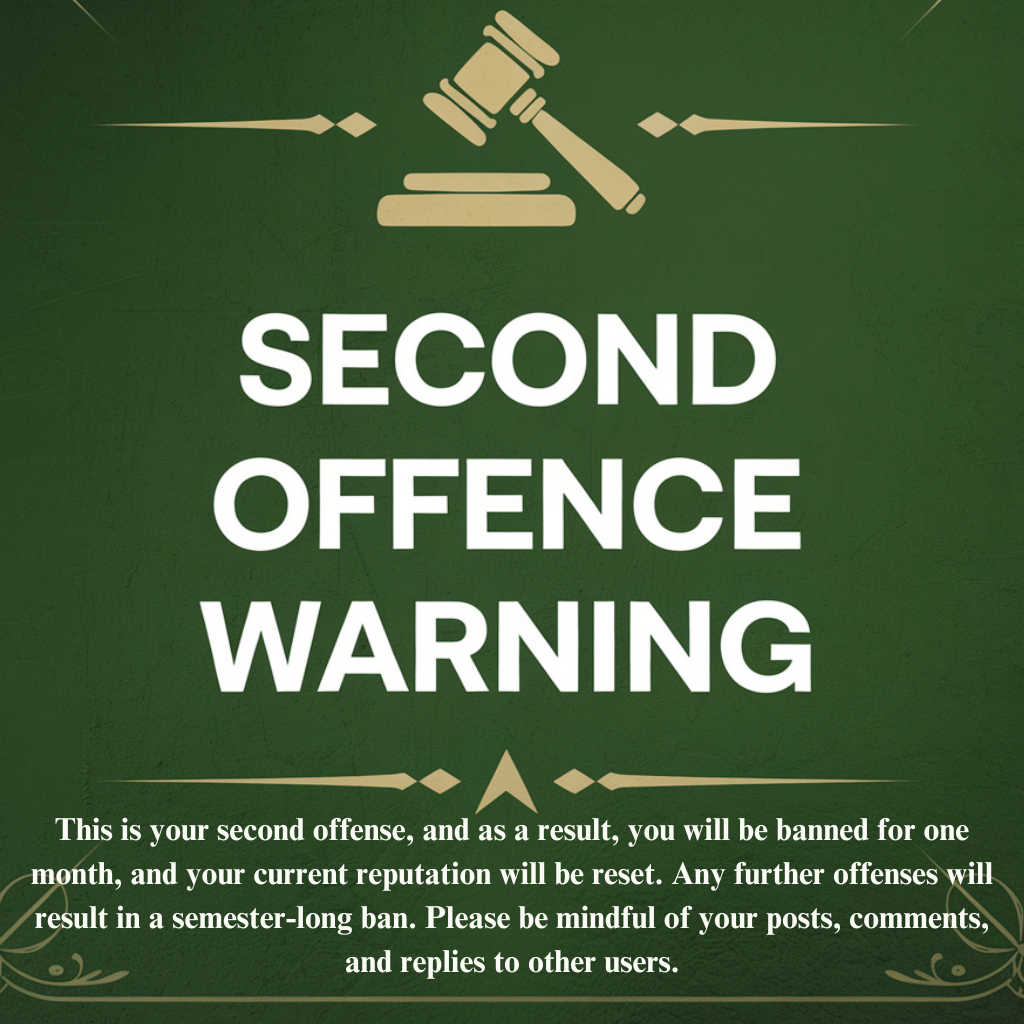 SECOND
OFFENCE
WARNING
This is your second offense, and as a result, you will be banned for one
month, and your current reputation will be reset. Any further offenses will
result in a semester-long ban. Please be mindful of your posts, comments,
and replies to other users.